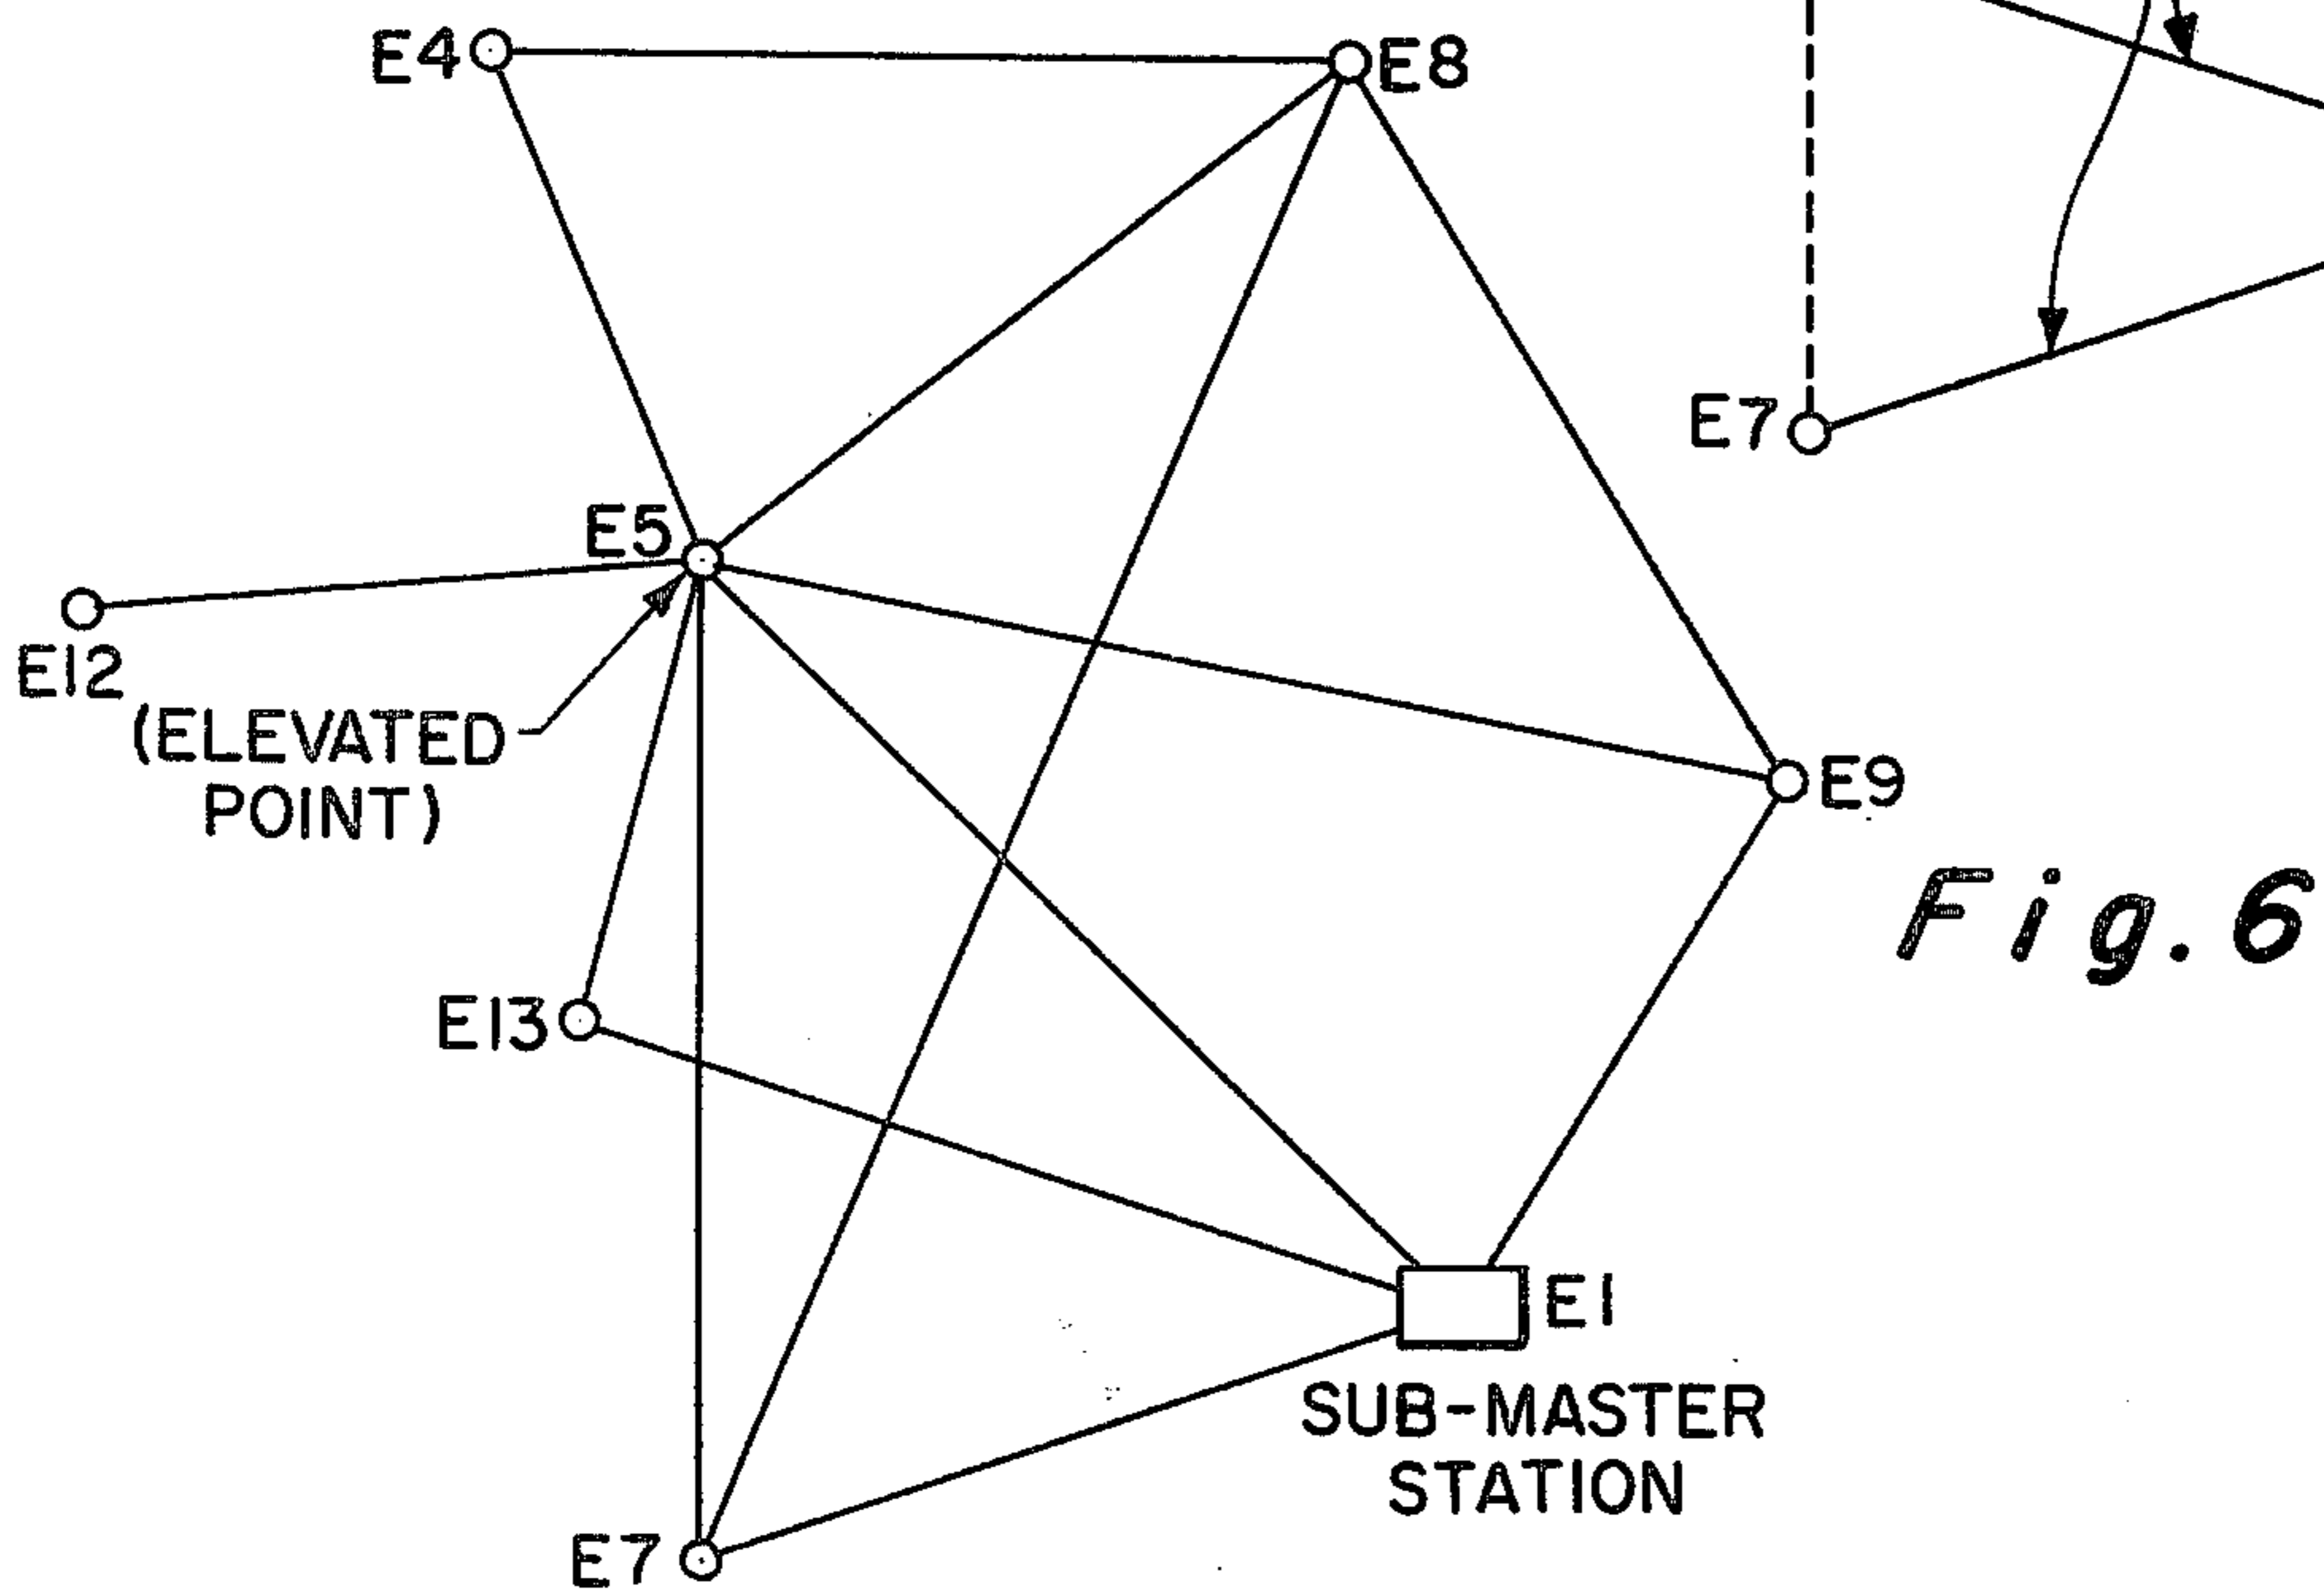 E4
E8
E7
E5
E12
(ELEVATED
POINT)
E9
Fig. 6
E13
E1
SUB-MASTER
STATION
E7